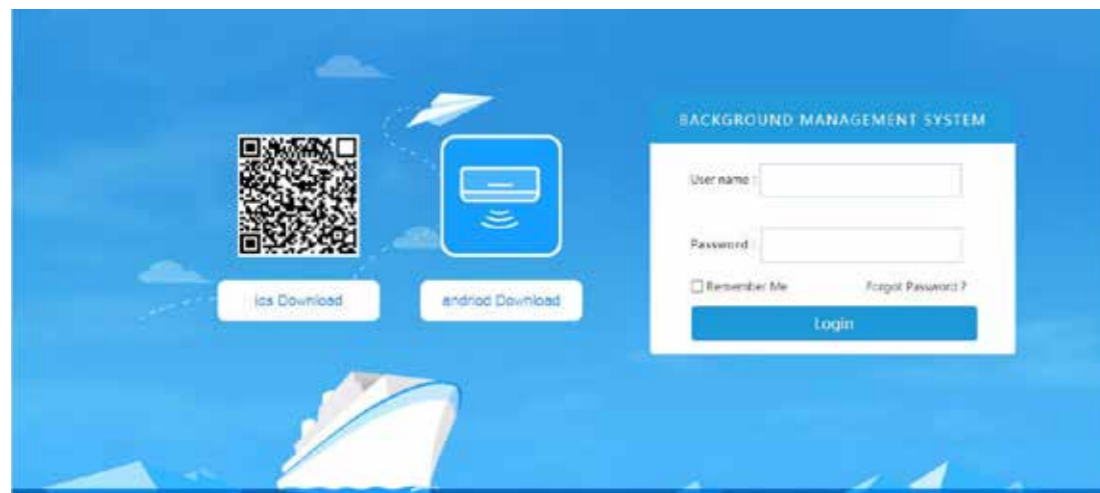 BACKGROUND MANAGEMENT SYSTEM
User name :
Password :
Remember Me
Forgot Password ?
Login
ios Download
andriod Download